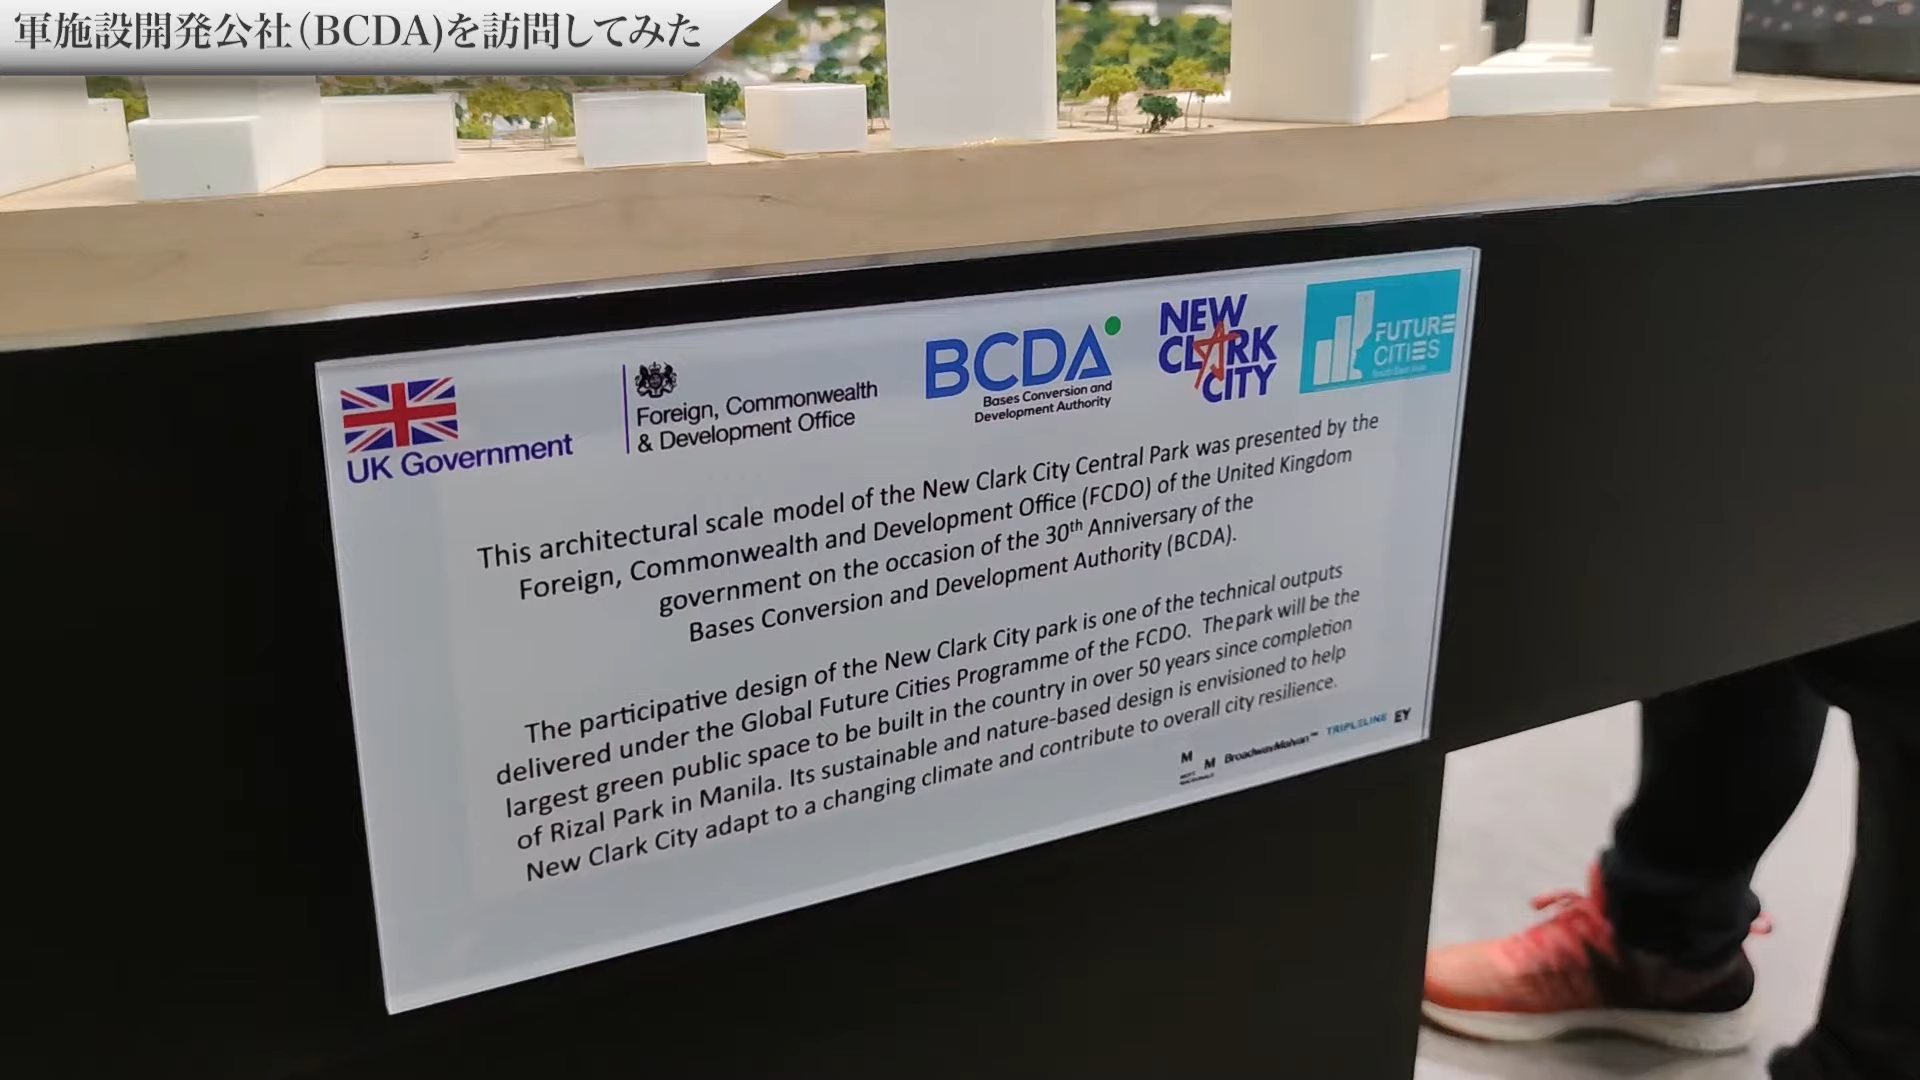 軍施設開発公社（BCDA)を訪問してみた
UK Government
Foreign, Commonwealth
& Development Office
BCDA
Bases Conversion and
Development Authority
NEW
CLARK
CITY
FUTURE
CITIES
South East Asia
This architectural scale model of the New Clark City Central Park was presented by the
Foreign, Commonwealth and Development Office (FCDO) of the United Kingdom
government on the occasion of the 30th Anniversary of the
Bases Conversion and Development Authority (BCDA).
The participative design of the New Clark City park is one of the technical outputs
delivered under the Global Future Cities Programme of the FCDO. The park will be the
largest green public space to be built in the country in over 50 years since completion
of Rizal Park in Manila. Its sustainable and nature-based design is envisioned to help
New Clark City adapt to a changing climate and contribute to overall city resilience.
M
M
MOTT
MACDONALD
BroadwayMalyan™
TRIPLELINE
EY